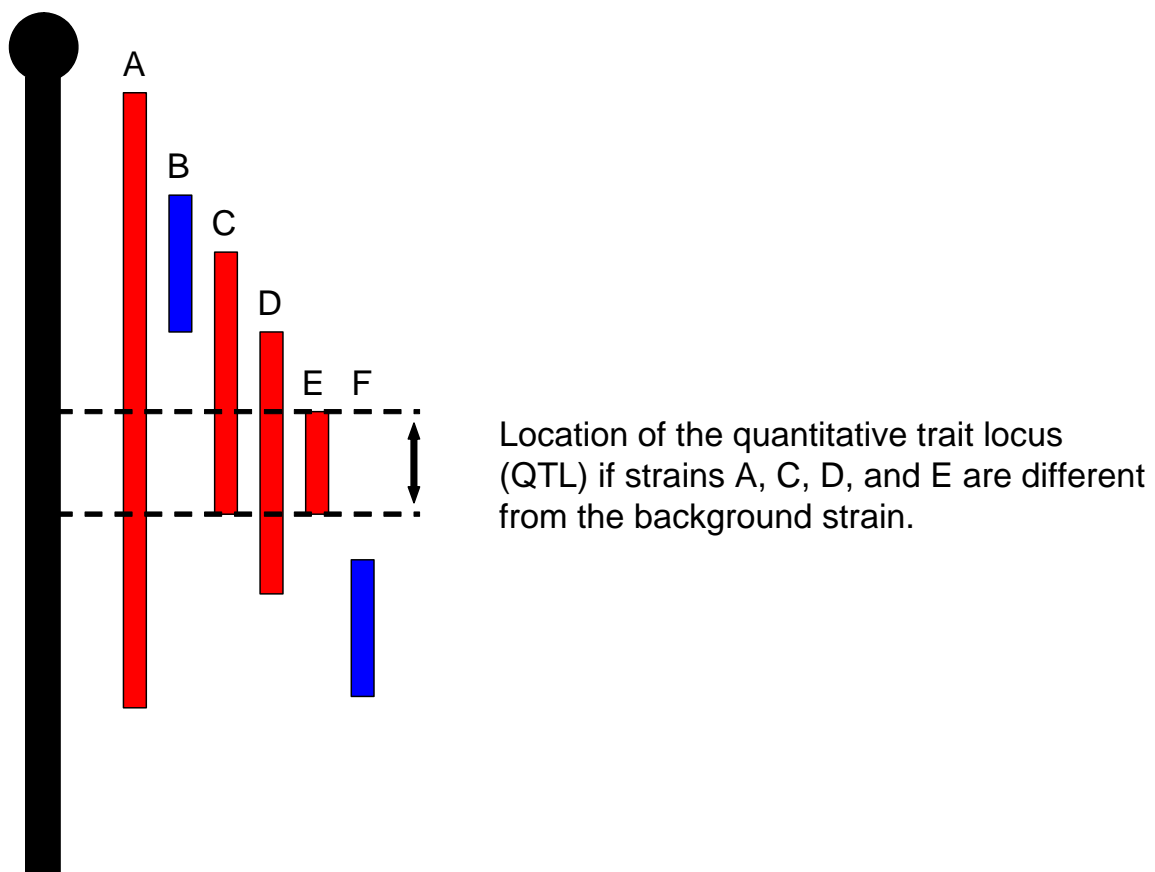 A
B
C
D
E F
Location of the quantitative trait locus
(QTL) if strains A, C, D, and E are different
from the background strain.